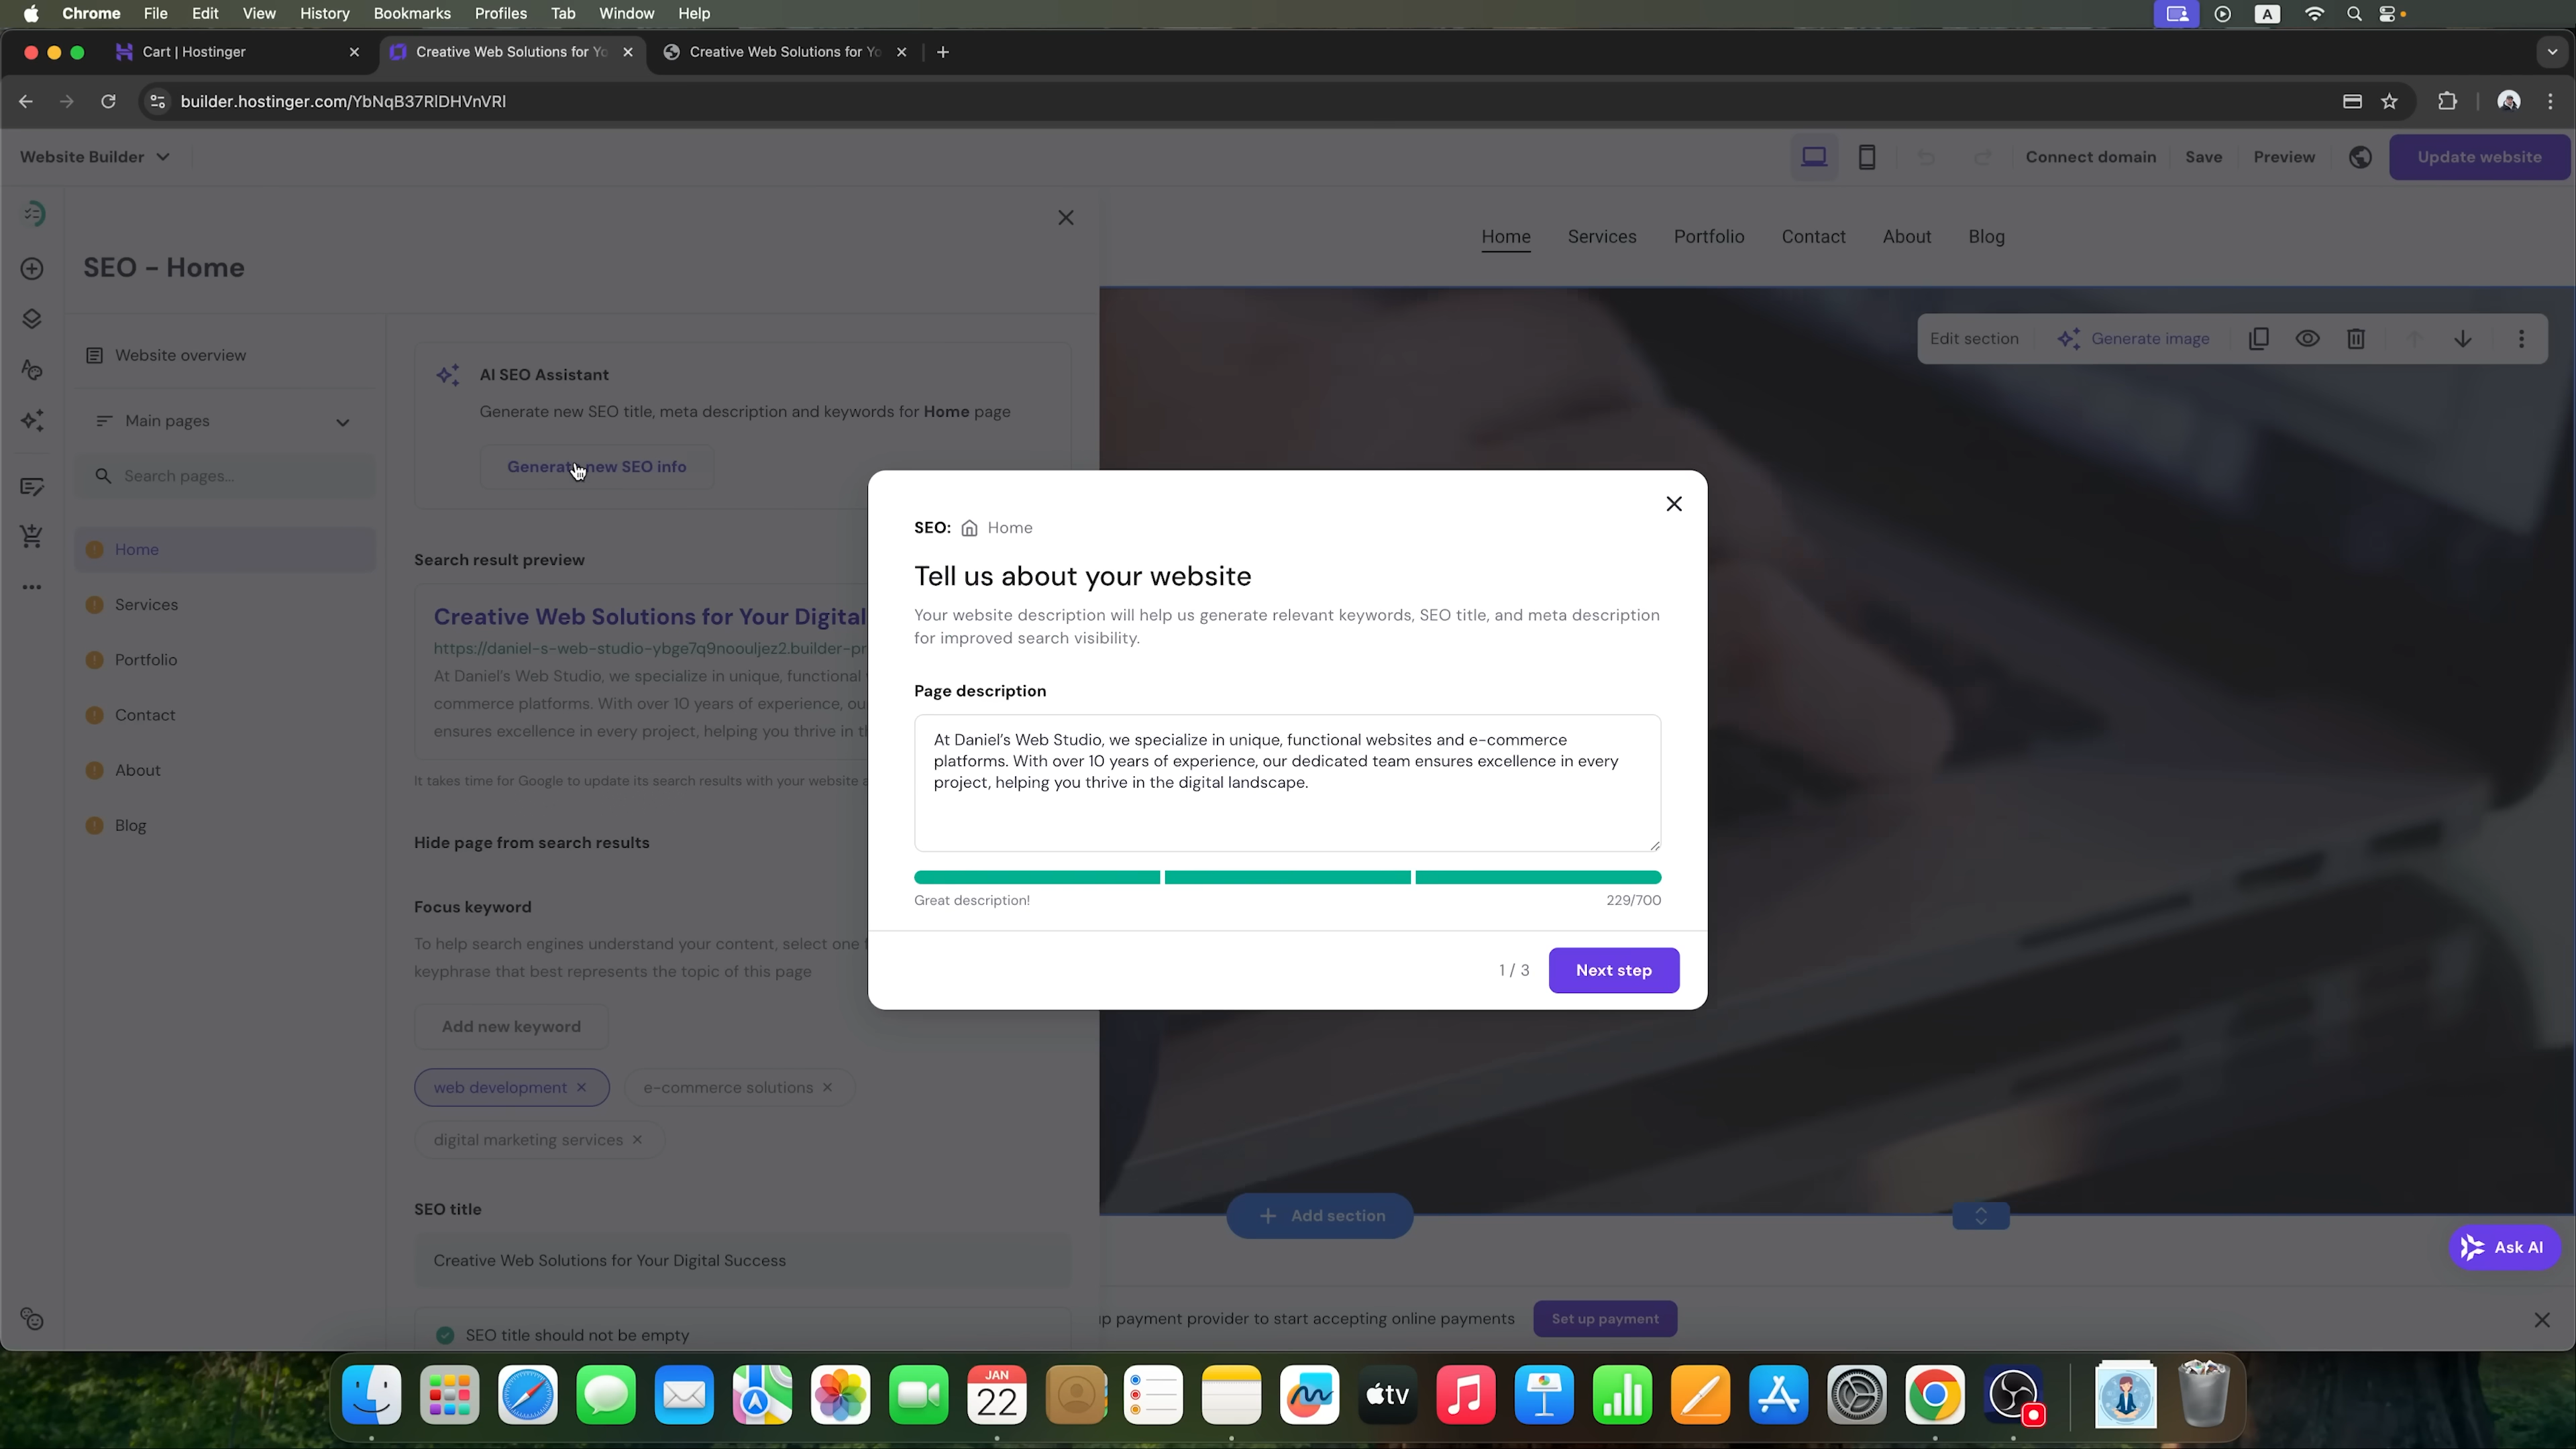 Chrome File Edit View History Bookmarks Profiles Tab Window Help
A
Cart | Hostinger
Creative Web Solutions for Yo
Creative Web Solutions for Yo
builder.hostinger.com/YbNqB37RlDHVnVRl
Website Builder
Connect domain
Save
Preview
Update website
SEO - Home
Home Services Portfolio Contact About Blog
Website overview
Main pages
Search pages...
Home
Services
Portfolio
Contact
About
Blog
AI SEO Assistant
Generate new SEO title, meta description and keywords for Home page
Generate new SEO info
Edit section
Generate image
Search result preview
Creative Web Solutions for Your Digital
https://daniel-s-web-studio-ybge7q9noouljez2.builder-pr
At Daniel's Web Studio, we specialize in unique, functional
commerce platforms. With over 10 years of experience, ou
ensures excellence in every project, helping you thrive in t
It takes time for Google to update its search results with your website
Hide page from search results
Focus keyword
To help search engines understand your content, select one
keyphrase that best represents the topic of this page
Add new keyword
web development
e-commerce solutions
digital marketing services
SEO title
Creative Web Solutions for Your Digital Success
SEO title should not be empty
SEO: Home
Tell us about your website
Your website description will help us generate relevant keywords, SEO title, and meta description
for improved search visibility.
Page description
At Daniel's Web Studio, we specialize in unique, functional websites and e-commerce
platforms. With over 10 years of experience, our dedicated team ensures excellence in every
project, helping you thrive in the digital landscape.
Great description!
229/700
1 / 3
Next step
Add section
Ask AI
up payment provider to start accepting online payments
Set up payment
JAN
22
tv